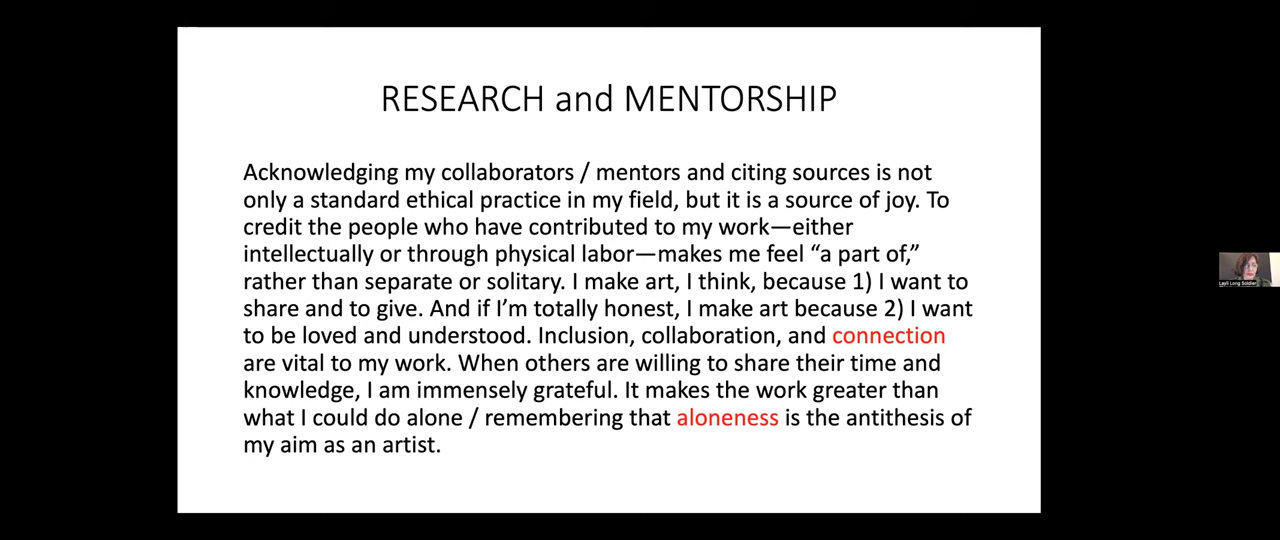 RESEARCH and MENTORSHIP
Acknowledging my collaborators / mentors and citing sources is not
only a standard ethical practice in my field, but it is a source of joy. To
credit the people who have contributed to my work—either
intellectually or through physical labor—makes me feel “a part of,”
rather than separate or solitary. I make art, I think, because 1) I want to
share and to give. And if I’m totally honest, I make art because 2) I want
to be loved and understood. Inclusion, collaboration, and connection
are vital to my work. When others are willing to share their time and
knowledge, I am immensely grateful. It makes the work greater than
what I could do alone / remembering that aloneness is the antithesis of
my aim as an artist.
Layli Long Soldier